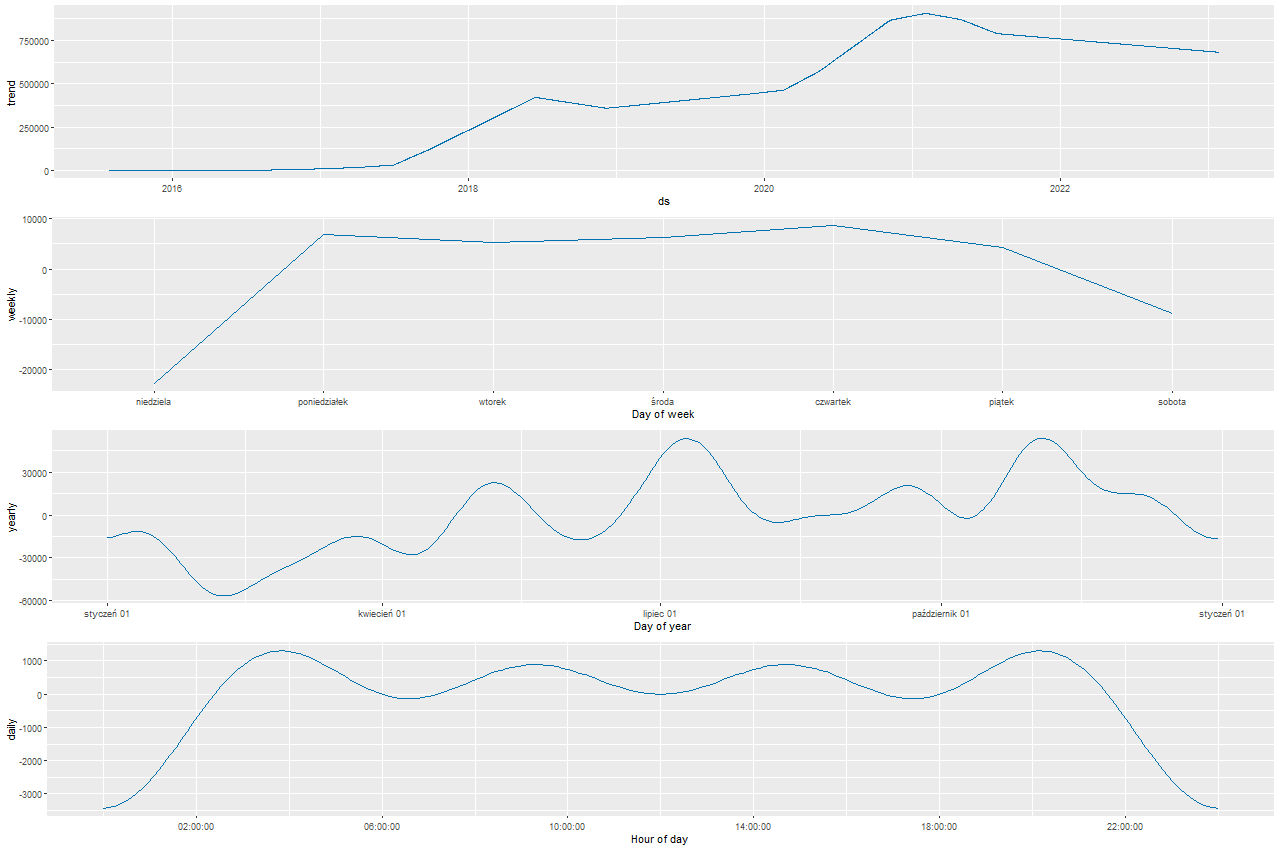 750000
500000
250000
0
trend
2016 2018 2020 2022
ds
10000
0
-10000
-20000
weekly
niedziela poniedziałek wtorek środa czwartek piątek sobota
Day of week
30000
0
-30000
-60000
yearly
styczeń 01 kwiecień 01 lipiec 01 październik 01 styczeń 01
Day of year
1000
0
-1000
-2000
-3000
daily
02:00:00 06:00:00 10:00:00 14:00:00 18:00:00 22:00:00
Hour of day